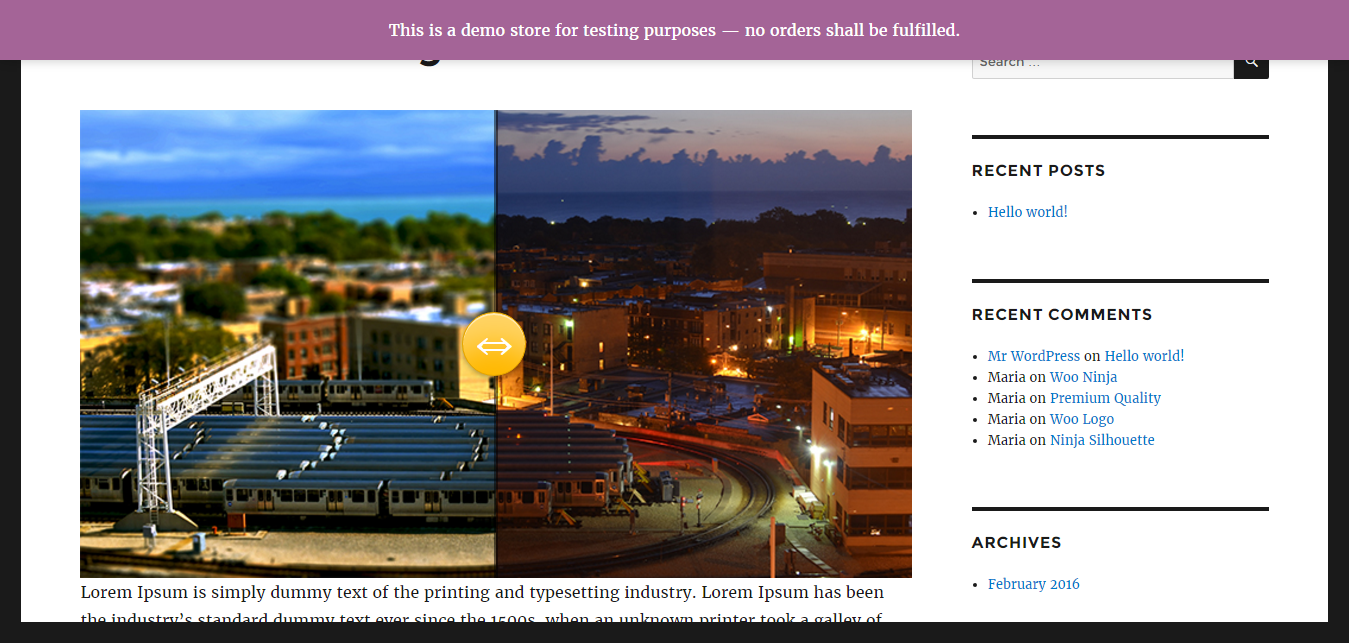 This is a demo store for testing purposes — no orders shall be fulfilled.
Search …
RECENT POSTS
Hello world!
RECENT COMMENTS
Mr WordPress on Hello world!
Maria on Woo Ninja
Maria on Premium Quality
Maria on Woo Logo
Maria on Ninja Silhouette
ARCHIVES
February 2016
Lorem Ipsum is simply dummy text of the printing and typesetting industry. Lorem Ipsum has been
the industry’s standard dummy text ever since the 1500s, when an unknown printer took a galley of